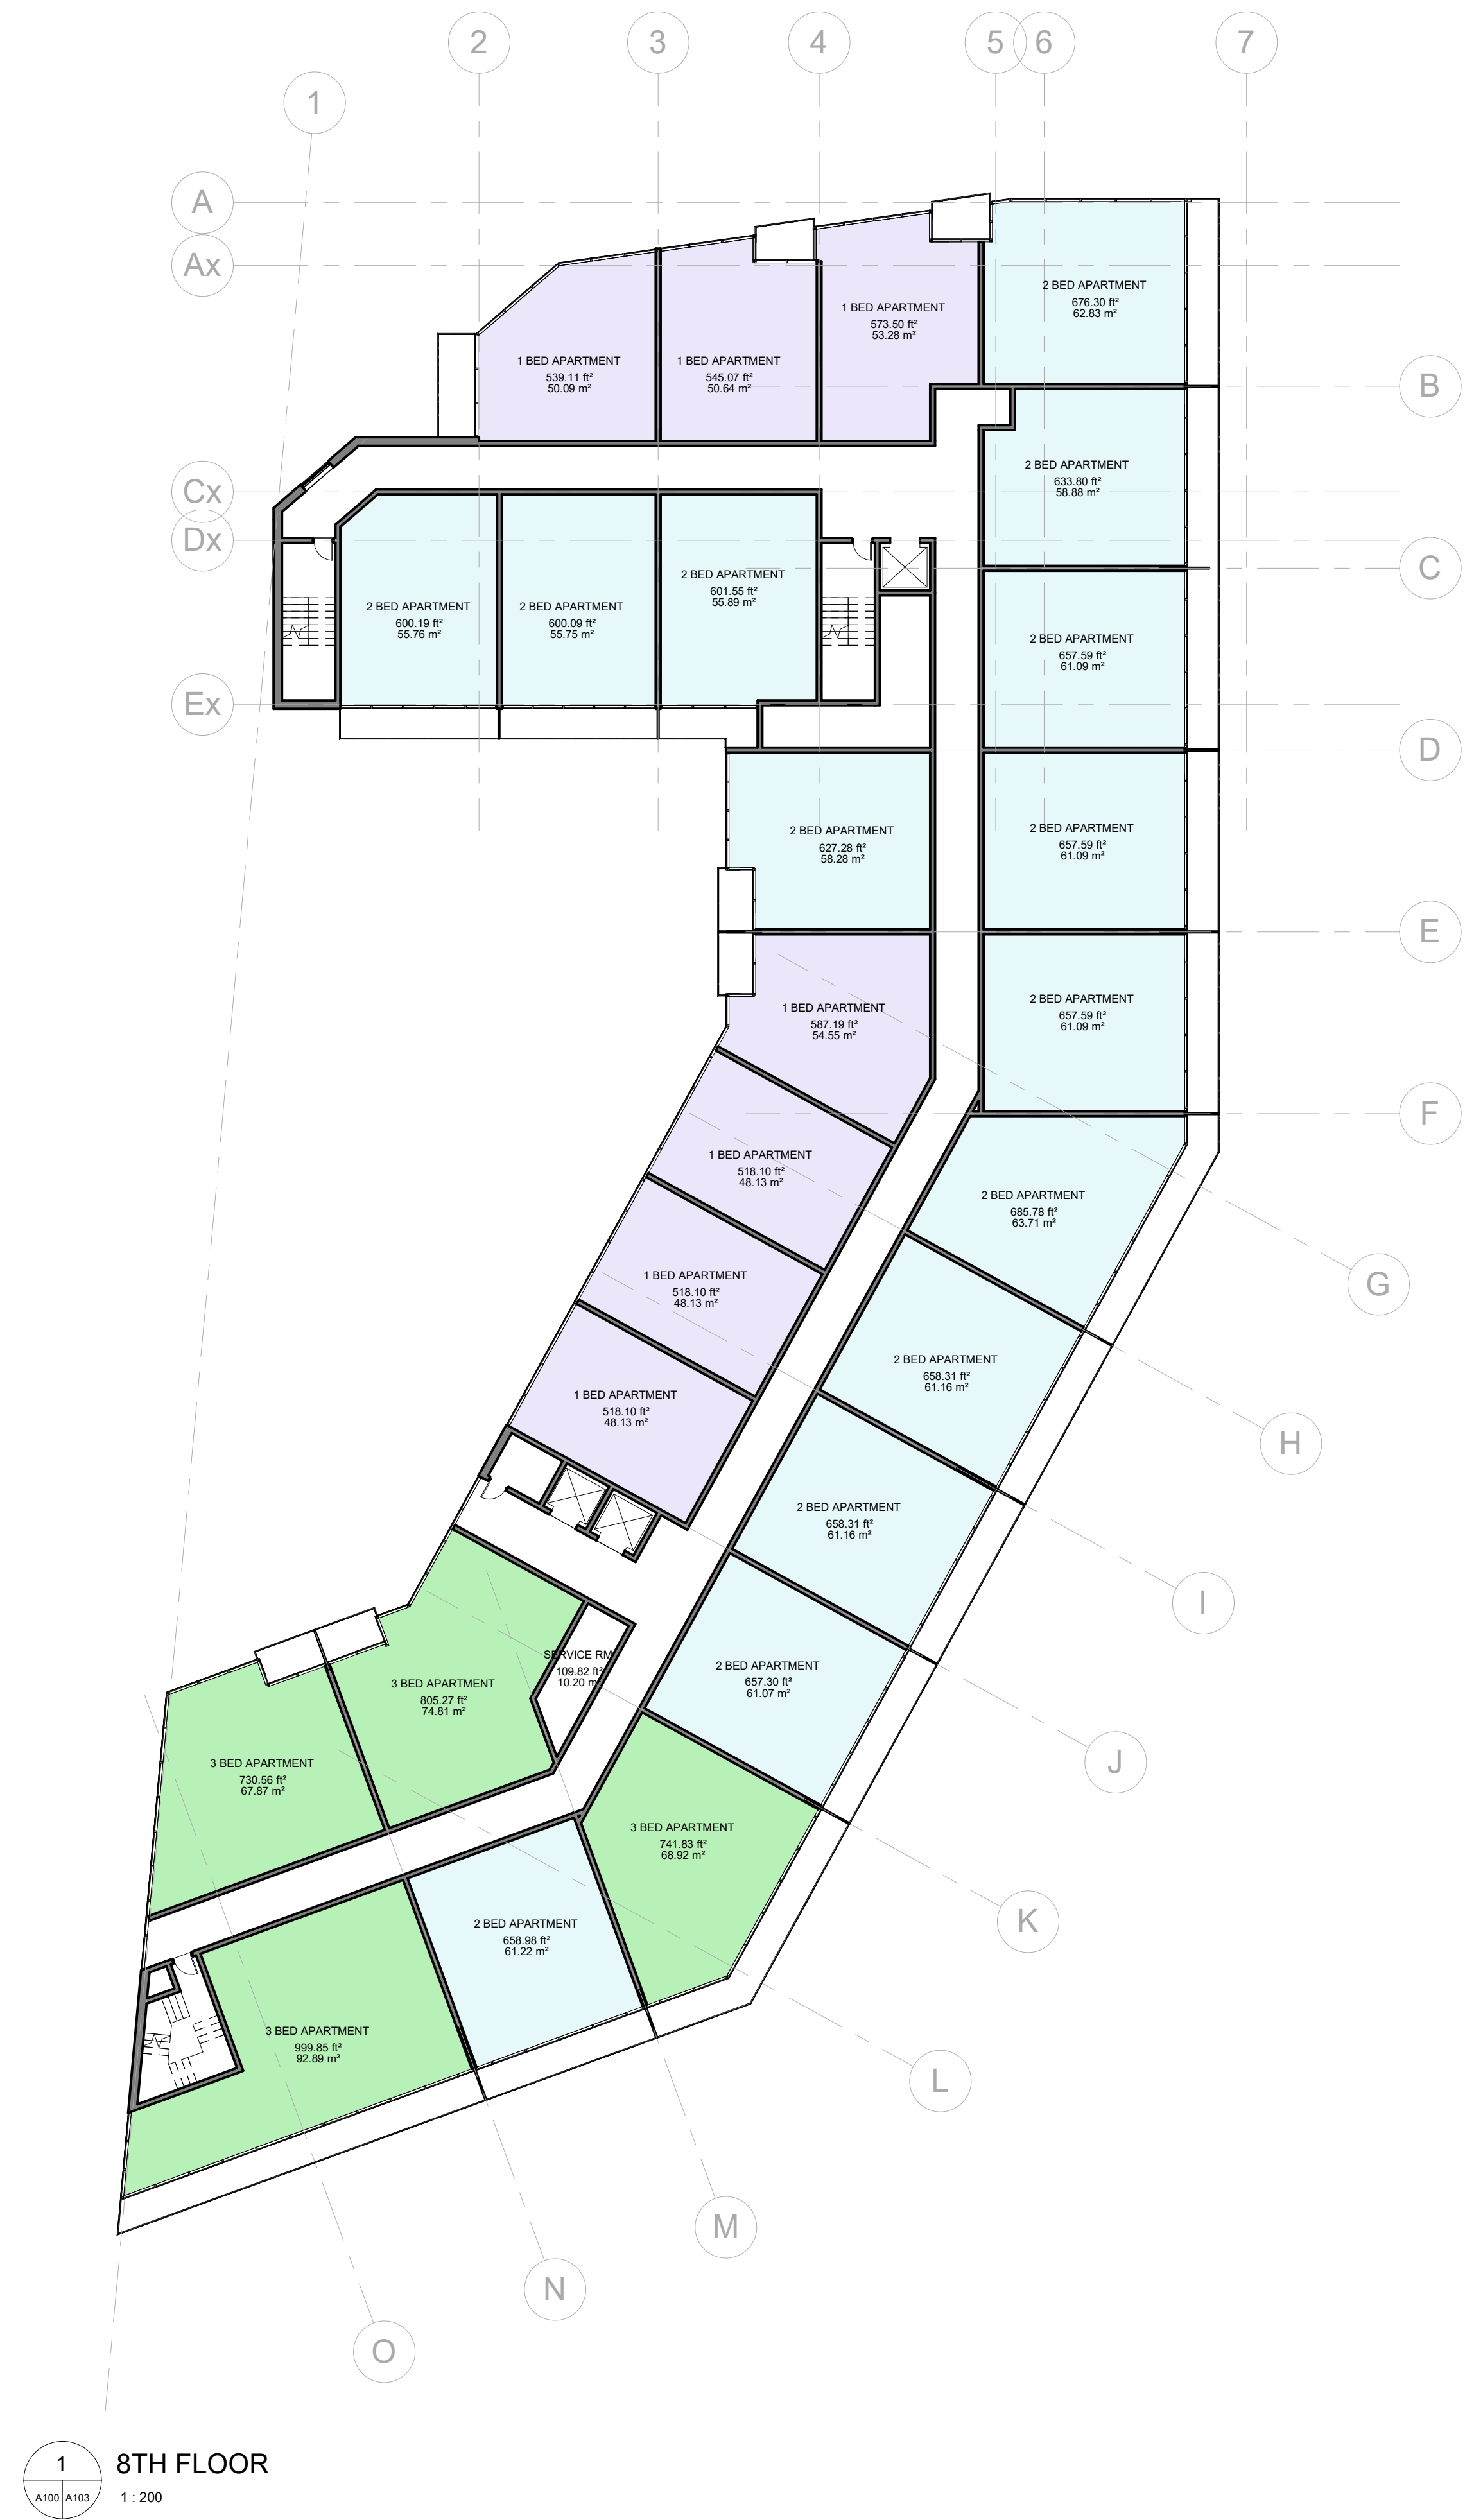 2
3
4
5
6
7
1
A
Ax
B
Cx
Dx
C
Ex
D
E
F
G
H
I
J
K
L
M
N
O
2 BED APARTMENT
676.30 ft²
62.83 m²
1 BED APARTMENT
573.50 ft²
53.28 m²
1 BED APARTMENT
539.11 ft²
50.09 m²
1 BED APARTMENT
545.07 ft²
50.64 m²
2 BED APARTMENT
633.80 ft²
58.88 m²
2 BED APARTMENT
600.19 ft²
55.76 m²
2 BED APARTMENT
600.09 ft²
55.75 m²
2 BED APARTMENT
601.55 ft²
55.89 m²
2 BED APARTMENT
657.59 ft²
61.09 m²
2 BED APARTMENT
627.28 ft²
58.28 m²
2 BED APARTMENT
657.59 ft²
61.09 m²
1 BED APARTMENT
587.19 ft²
54.55 m²
2 BED APARTMENT
657.59 ft²
61.09 m²
1 BED APARTMENT
518.10 ft²
48.13 m²
2 BED APARTMENT
685.78 ft²
63.71 m²
1 BED APARTMENT
518.10 ft²
48.13 m²
2 BED APARTMENT
658.31 ft²
61.16 m²
1 BED APARTMENT
518.10 ft²
48.13 m²
2 BED APARTMENT
658.31 ft²
61.16 m²
SERVICE RM
109.82 ft²
10.20 m²
2 BED APARTMENT
657.30 ft²
61.07 m²
3 BED APARTMENT
805.27 ft²
74.81 m²
3 BED APARTMENT
730.56 ft²
67.87 m²
3 BED APARTMENT
741.83 ft²
68.92 m²
2 BED APARTMENT
658.98 ft²
61.22 m²
3 BED APARTMENT
999.85 ft²
92.89 m²
1
A100 A103
8TH FLOOR
1 : 200